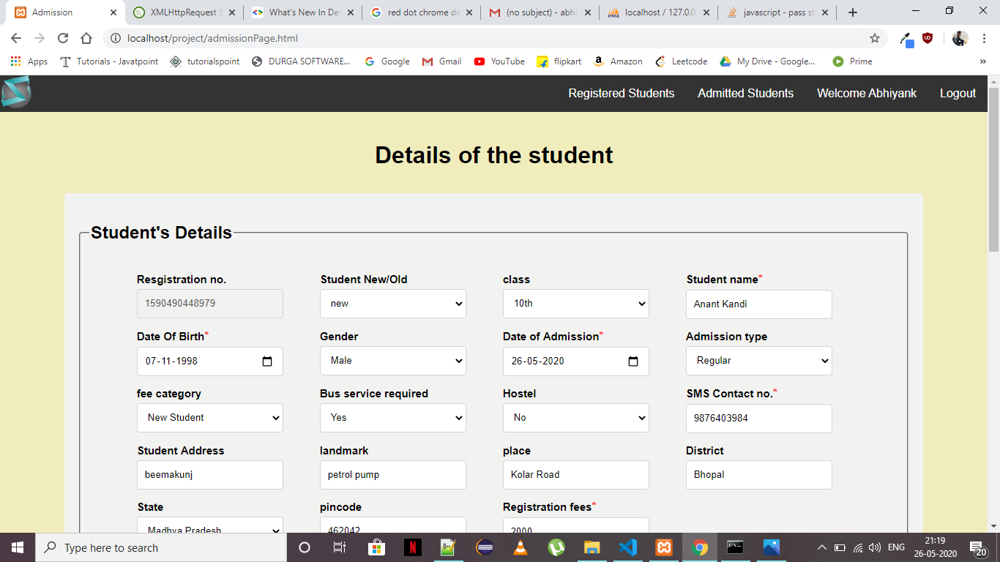 Admission XMLHttpRequest S What's New In Dev red dot chrome de (no subject) - abhi localhost / 127.0.0 javascript - pass st
localhost/project/admissionPage.html
Apps Tutorials - Javatpoint tutorialspoint DURGA SOFTWARE... Google Gmail YouTube flipkart Amazon Leetcode My Drive - Google... Prime »
Registered Students Admitted Students Welcome Abhiyank Logout
Details of the student
Student's Details
Resgistration no. Student New/Old class Student name*
1590490448979 new 10th Anant Kandi
Date Of Birth* Gender Date of Admission* Admission type
07-11-1998 Male 26-05-2020 Regular
fee category Bus service required Hostel SMS Contact no.*
New Student Yes No 9876403984
Student Address landmark place District
beemakunj petrol pump Kolar Road Bhopal
State pincode Registration fees*
Madhya Pradesh 462042 2000
Type here to search ENG 21:19
26-05-2020 20